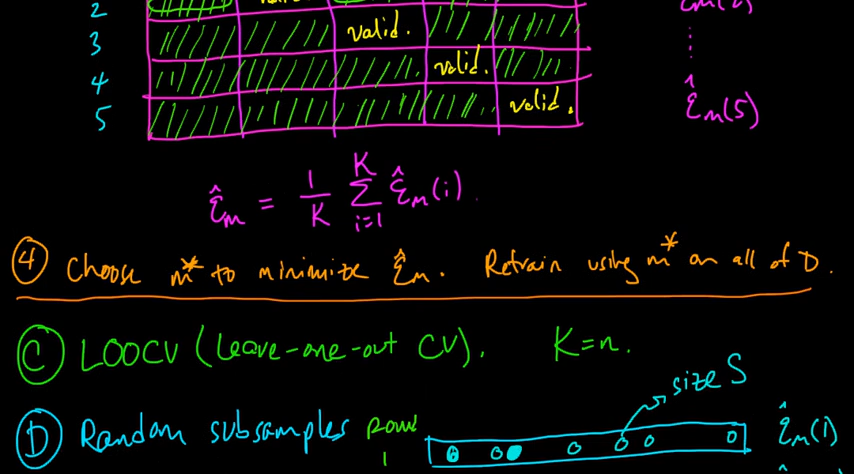 2
3 valid.
4 valid.
5 valid. ε̂m(5)
ε̂m = 1/K Σ i=1 K ε̂m(i).
④ Choose m* to minimize ε̂m. Retrain using m* on all of D.
Ⓒ LOOCV (leave-one-out CV). K=n.
size S
Ⓓ Random subsamples
1 ε̂m(1)